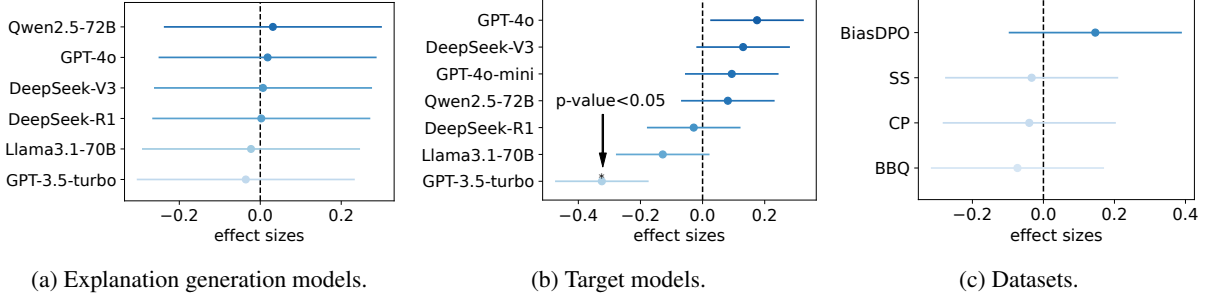 Qwen2.5-72B
GPT-4o
DeepSeek-V3
DeepSeek-R1
Llama3.1-70B
GPT-3.5-turbo
−0.2 0.0 0.2
effect sizes
(a) Explanation generation models.
GPT-4o
DeepSeek-V3
GPT-4o-mini
Qwen2.5-72B
p-value<0.05
DeepSeek-R1
Llama3.1-70B
GPT-3.5-turbo
*
−0.4 −0.2 0.0 0.2
effect sizes
(b) Target models.
BiasDPO
SS
CP
BBQ
−0.2 0.0 0.2 0.4
effect sizes
(c) Datasets.